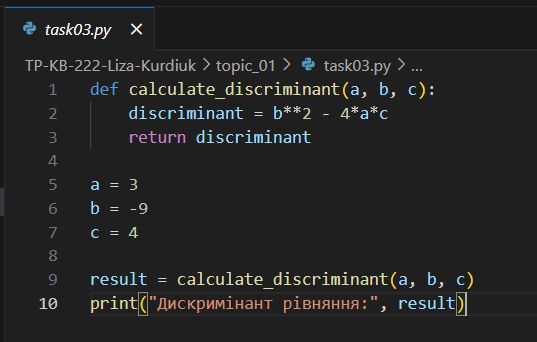 task03.py ×
TP-KB-222-Liza-Kurdiuk > topic_01 > task03.py > ...
1 def calculate_discriminant(a, b, c):
2     discriminant = b**2 - 4*a*c
3     return discriminant
4
5 a = 3
6 b = -9
7 c = 4
8
9 result = calculate_discriminant(a, b, c)
10 print("Дискримінант рівняння:", result)